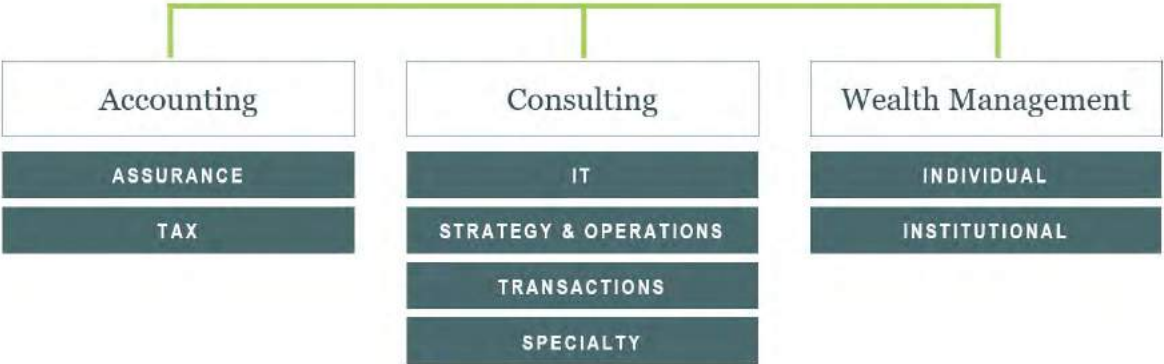 Accounting
ASSURANCE
TAX
Consulting
IT
STRATEGY & OPERATIONS
TRANSACTIONS
SPECIALTY
Wealth Management
INDIVIDUAL
INSTITUTIONAL